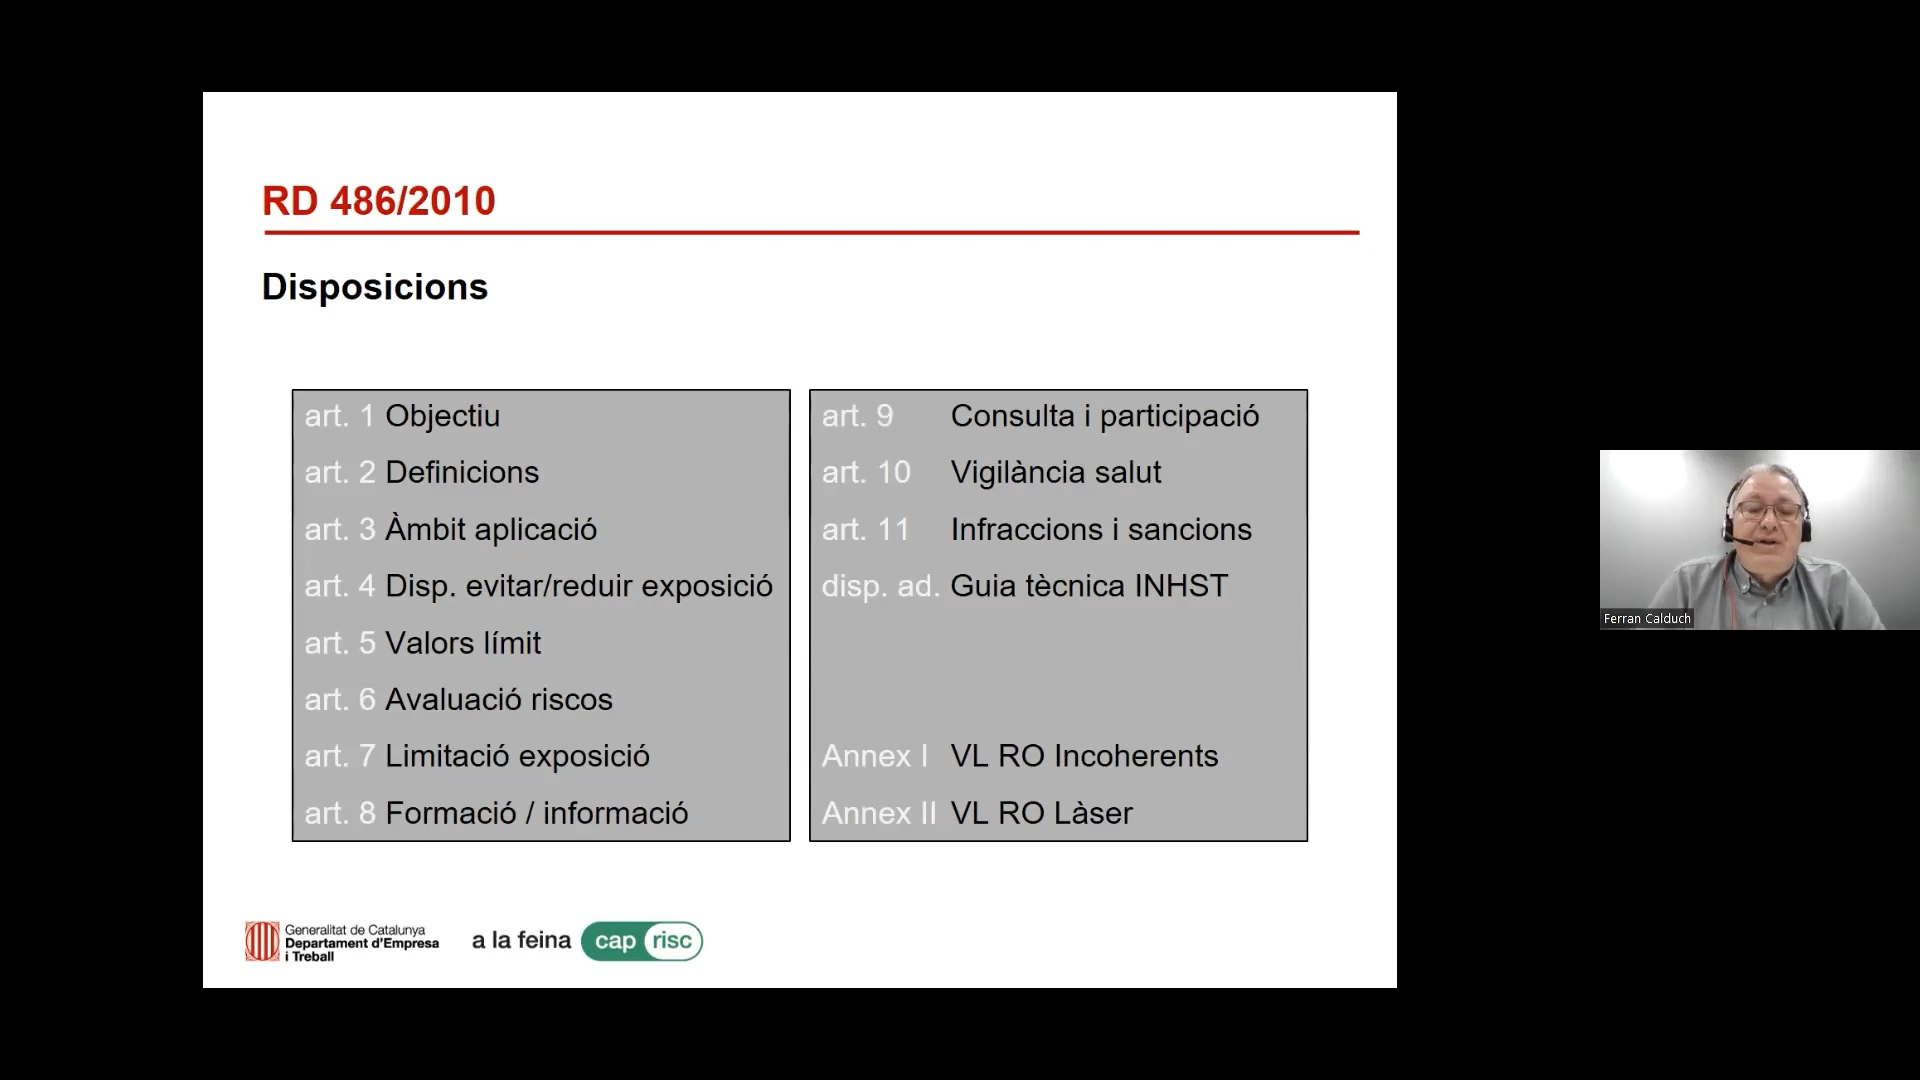 RD 486/2010
Disposicions
art. 1 Objectiu
art. 2 Definicions
art. 3 Àmbit aplicació
art. 4 Disp. evitar/reduir exposició
art. 5 Valors límit
art. 6 Avaluació riscos
art. 7 Limitació exposició
art. 8 Formació / informació
art. 9 Consulta i participació
art. 10 Vigilància salut
art. 11 Infraccions i sancions
disp. ad. Guia tècnica INHST
Annex I VL RO Incoherents
Annex II VL RO Làser
Generalitat de Catalunya
Departament d'Empresa
i Treball
a la feina cap risc
Ferran Calduch